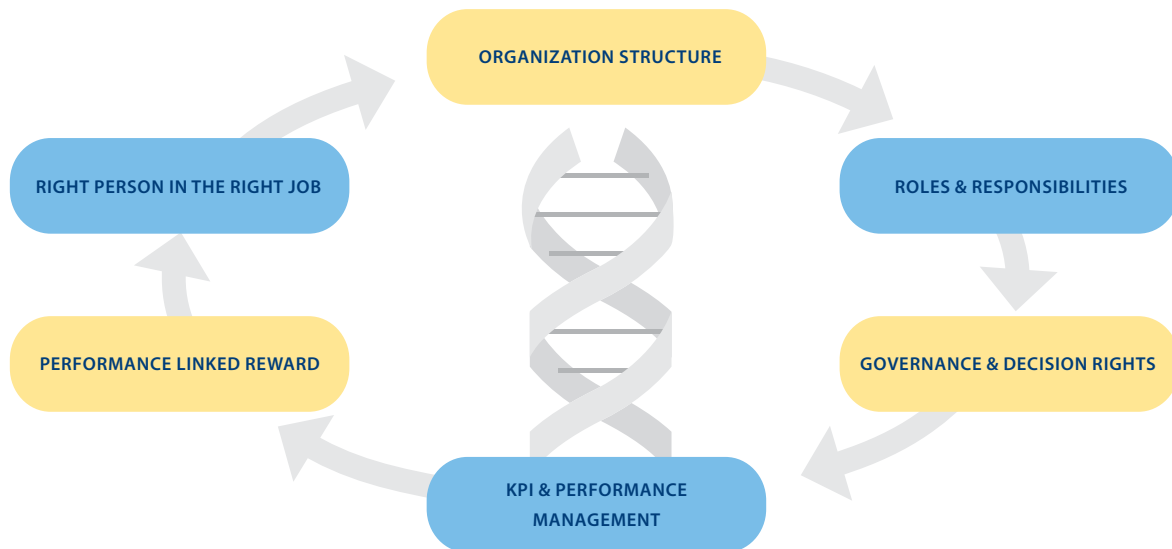 ORGANIZATION STRUCTURE
RIGHT PERSON IN THE RIGHT JOB
ROLES & RESPONSIBILITIES
PERFORMANCE LINKED REWARD
GOVERNANCE & DECISION RIGHTS
KPI & PERFORMANCE
MANAGEMENT